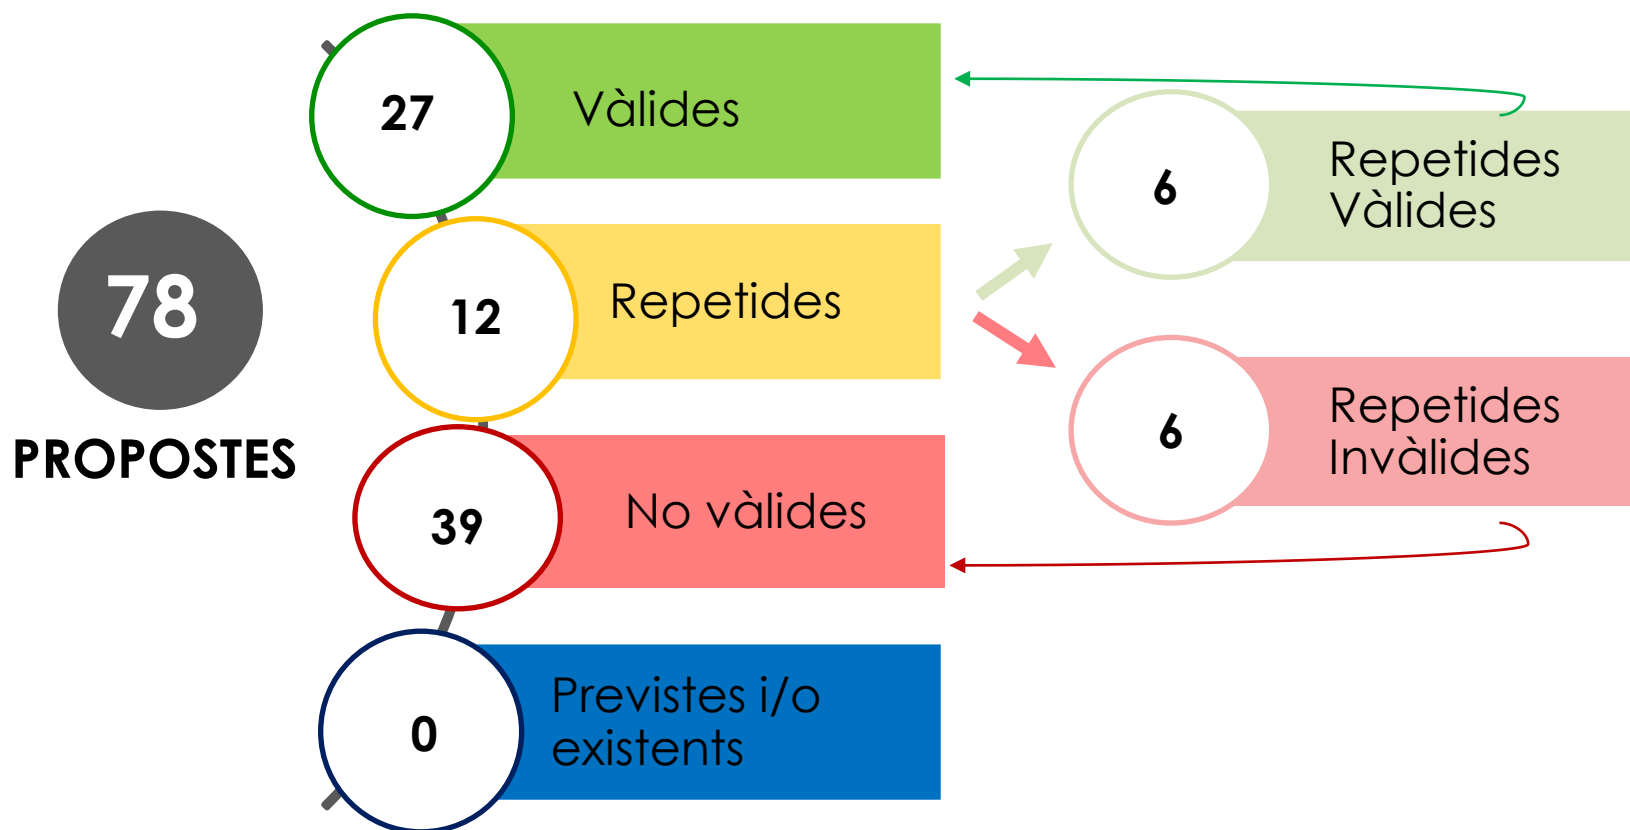 78
PROPOSTES
27
Vàlides
12
Repetides
39
No vàlides
0
Previstes i/o
existents
6
Repetides
Vàlides
6
Repetides
Invàlides